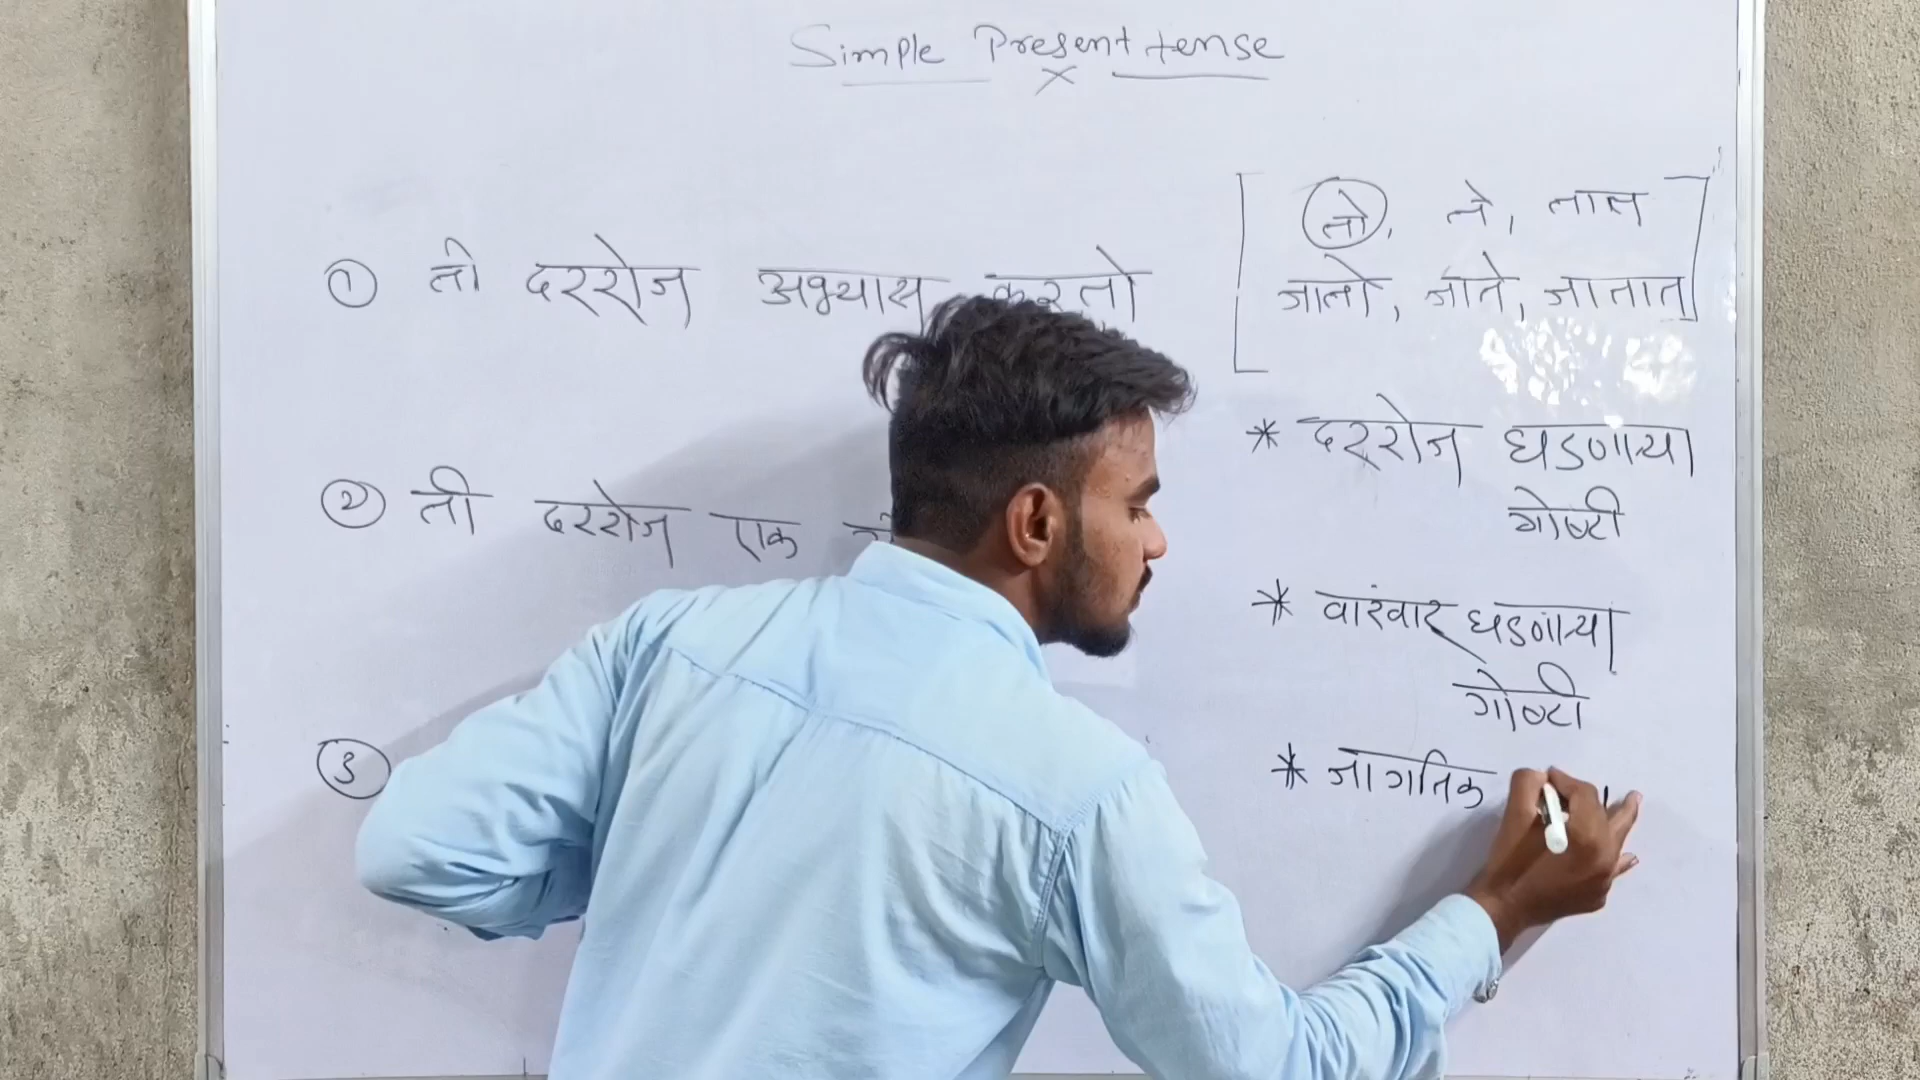 Simple Present tense
① तो दररोज अभ्यास करतो
② ती दररोज एक
③
तो, ते, तात
जातो, जाते, जातात
* दररोज घडणाऱ्या
गोष्टी
* वारंवार घडणाऱ्या
गोष्टी
* जागतिक